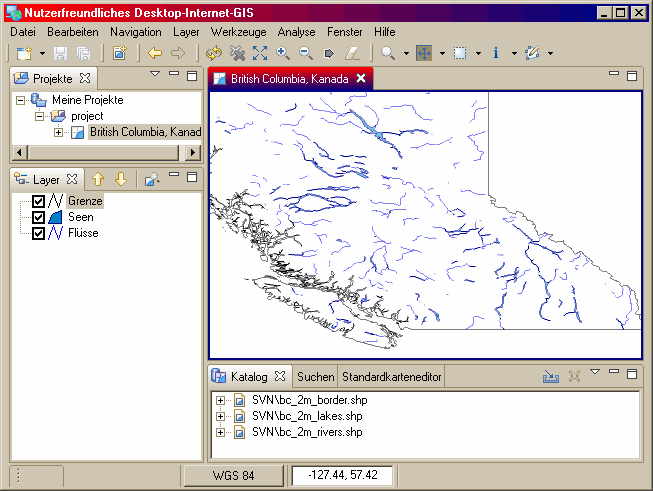 Nutzerfreundliches Desktop-Internet-GIS
Datei Bearbeiten Navigation Layer Werkzeuge Analyse Fenster Hilfe
Projekte
Meine Projekte
project
British Columbia, Kanad
Layer
Grenze
Seen
Flüsse
British Columbia, Kanada
Katalog Suchen Standardkarteneditor
SVN\bc_2m_border.shp
SVN\bc_2m_lakes.shp
SVN\bc_2m_rivers.shp
WGS 84 -127.44, 57.42